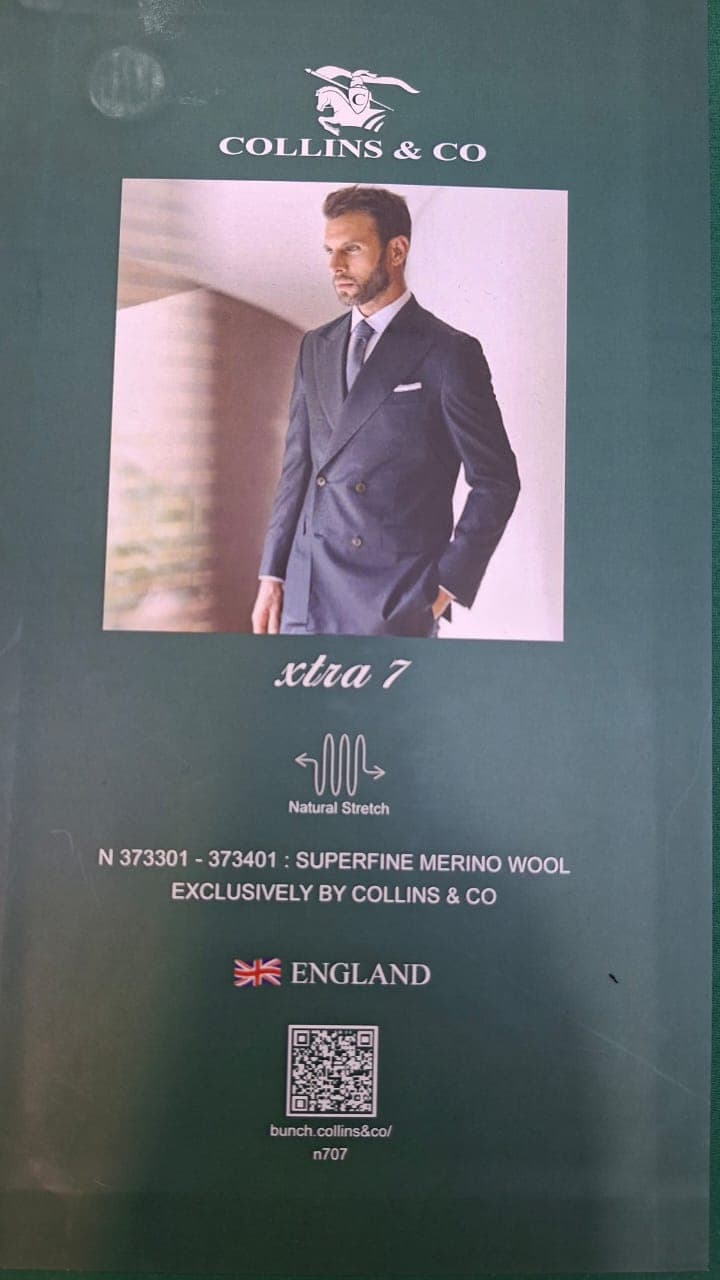 C
COLLINS & CO
xtra 7
Natural Stretch
N 373301 - 373401 : SUPERFINE MERINO WOOL
EXCLUSIVELY BY COLLINS & CO
ENGLAND
bunch.collins&co/
n707